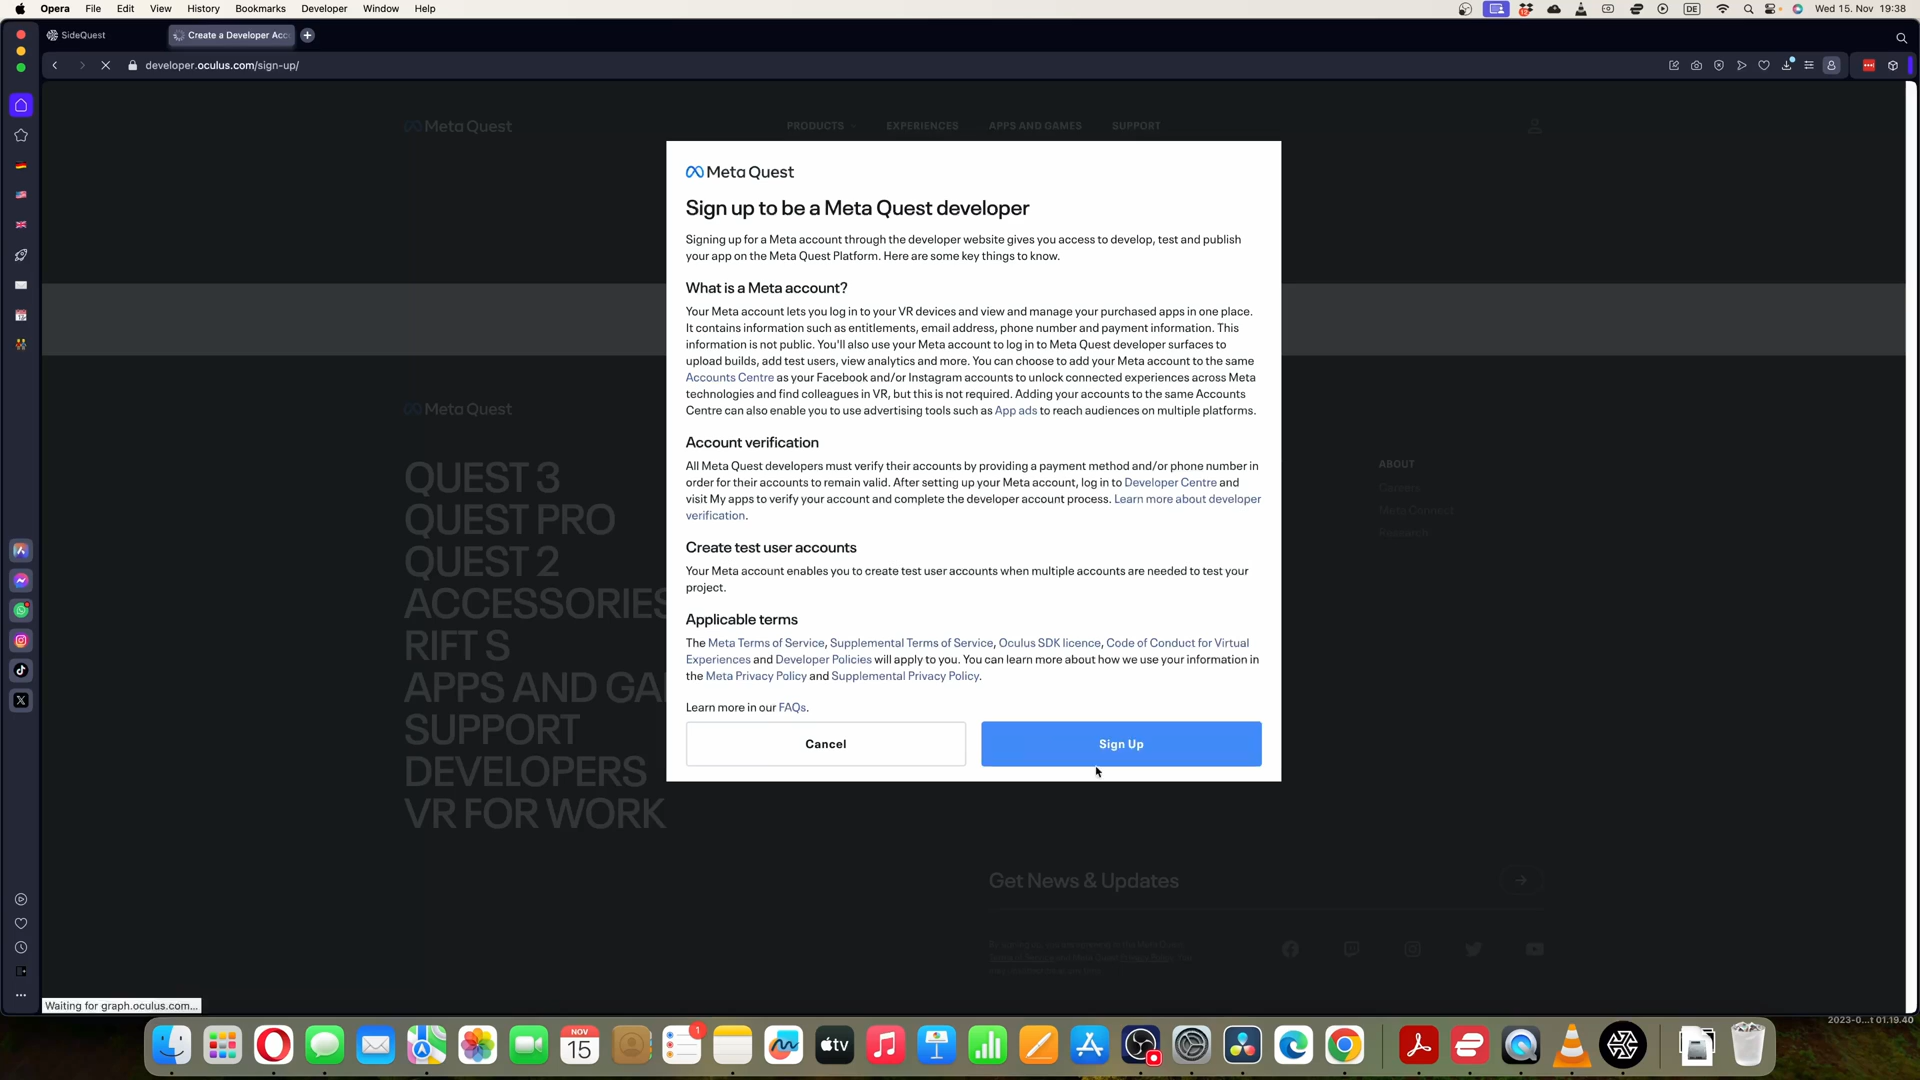 Opera File Edit View History Bookmarks Developer Window Help
DE
Wed 15. Nov 19:38
SideQuest
Create a Developer Acc
developer.oculus.com/sign-up/
Meta Quest
PRODUCTS EXPERIENCES APPS AND GAMES SUPPORT
Meta Quest
Sign up to be a Meta Quest developer
Signing up for a Meta account through the developer website gives you access to develop, test and publish
your app on the Meta Quest Platform. Here are some key things to know.
What is a Meta account?
Your Meta account lets you log in to your VR devices and view and manage your purchased apps in one place.
It contains information such as entitlements, email address, phone number and payment information. This
information is not public. You'll also use your Meta account to log in to Meta Quest developer surfaces to
upload builds, add test users, view analytics and more. You can choose to add your Meta account to the same
Accounts Centre as your Facebook and/or Instagram accounts to unlock connected experiences across Meta
technologies and find colleagues in VR, but this is not required. Adding your accounts to the same Accounts
Centre can also enable you to use advertising tools such as App ads to reach audiences on multiple platforms.
Account verification
All Meta Quest developers must verify their accounts by providing a payment method and/or phone number in
order for their accounts to remain valid. After setting up your Meta account, log in to Developer Centre and
visit My apps to verify your account and complete the developer account process. Learn more about developer
verification.
Create test user accounts
Your Meta account enables you to create test user accounts when multiple accounts are needed to test your
project.
Applicable terms
The Meta Terms of Service, Supplemental Terms of Service, Oculus SDK licence, Code of Conduct for Virtual
Experiences and Developer Policies will apply to you. You can learn more about how we use your information in
the Meta Privacy Policy and Supplemental Privacy Policy.
Learn more in our FAQs.
Cancel
Sign Up
Meta Quest
QUEST 3
QUEST PRO
QUEST 2
ACCESSORIES
RIFT S
APPS AND GA
SUPPORT
DEVELOPERS
VR FOR WORK
ABOUT
Careers
Meta Connect
Research
Get News & Updates
Waiting for graph.oculus.com...
2023-0...t 01.19.40
NOV
15
1
tv